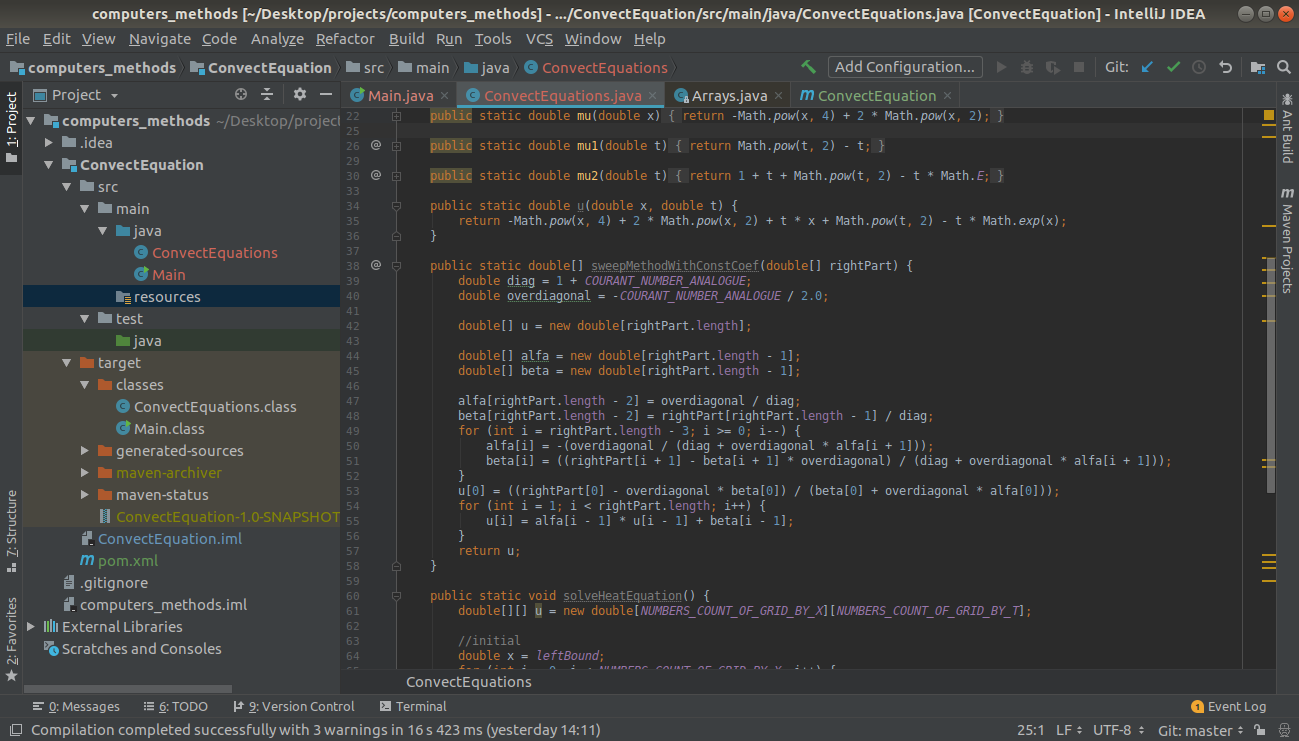 computers_methods [~/Desktop/projects/computers_methods] - .../ConvectEquation/src/main/java/ConvectEquations.java [ConvectEquation] - IntelliJ IDEA
File Edit View Navigate Code Analyze Refactor Build Run Tools VCS Window Help
computers_methods ConvectEquation src main java ConvectEquations Add Configuration... Git:
Project Main.java ConvectEquations.java Arrays.java ConvectEquation
1: Project
7: Structure
2: Favorites
computers_methods ~/Desktop/project
.idea
ConvectEquation
src
main
java
ConvectEquations
Main
resources
test
java
target
classes
ConvectEquations.class
Main.class
generated-sources
maven-archiver
maven-status
ConvectEquation-1.0-SNAPSHOT
ConvectEquation.iml
pom.xml
.gitignore
computers_methods.iml
External Libraries
Scratches and Consoles
22 public static double mu(double x) { return -Math.pow(x, 4) + 2 * Math.pow(x, 2); }
25
26 @ public static double mu1(double t) { return Math.pow(t, 2) - t; }
29
30 @ public static double mu2(double t) { return 1 + t + Math.pow(t, 2) - t * Math.E; }
33
34 public static double u(double x, double t) {
35 return -Math.pow(x, 4) + 2 * Math.pow(x, 2) + t * x + Math.pow(t, 2) - t * Math.exp(x);
36 }
37
38 @ public static double[] sweepMethodWithConstCoef(double[] rightPart) {
39 double diag = 1 + COURANT_NUMBER_ANALOGUE;
40 double overdiagonal = -COURANT_NUMBER_ANALOGUE / 2.0;
41
42 double[] u = new double[rightPart.length];
43
44 double[] alfa = new double[rightPart.length - 1];
45 double[] beta = new double[rightPart.length - 1];
46
47 alfa[rightPart.length - 2] = overdiagonal / diag;
48 beta[rightPart.length - 2] = rightPart[rightPart.length - 1] / diag;
49 for (int i = rightPart.length - 3; i >= 0; i--) {
50 alfa[i] = -(overdiagonal / (diag + overdiagonal * alfa[i + 1]));
51 beta[i] = ((rightPart[i + 1] - beta[i + 1] * overdiagonal) / (diag + overdiagonal * alfa[i + 1]));
52 }
53 u[0] = ((rightPart[0] - overdiagonal * beta[0]) / (beta[0] + overdiagonal * alfa[0]));
54 for (int i = 1; i < rightPart.length; i++) {
55 u[i] = alfa[i - 1] * u[i - 1] + beta[i - 1];
56 }
57 return u;
58 }
59
60 public static void solveHeatEquation() {
61 double[][] u = new double[NUMBERS_COUNT_OF_GRID_BY_X][NUMBERS_COUNT_OF_GRID_BY_T];
62
63 //initial
64 double x = leftBound;
ConvectEquations
Ant Build
Maven Projects
0: Messages 6: TODO 9: Version Control Terminal 1 Event Log
Compilation completed successfully with 3 warnings in 16 s 423 ms (yesterday 14:11) 25:1 LF UTF-8 Git: master